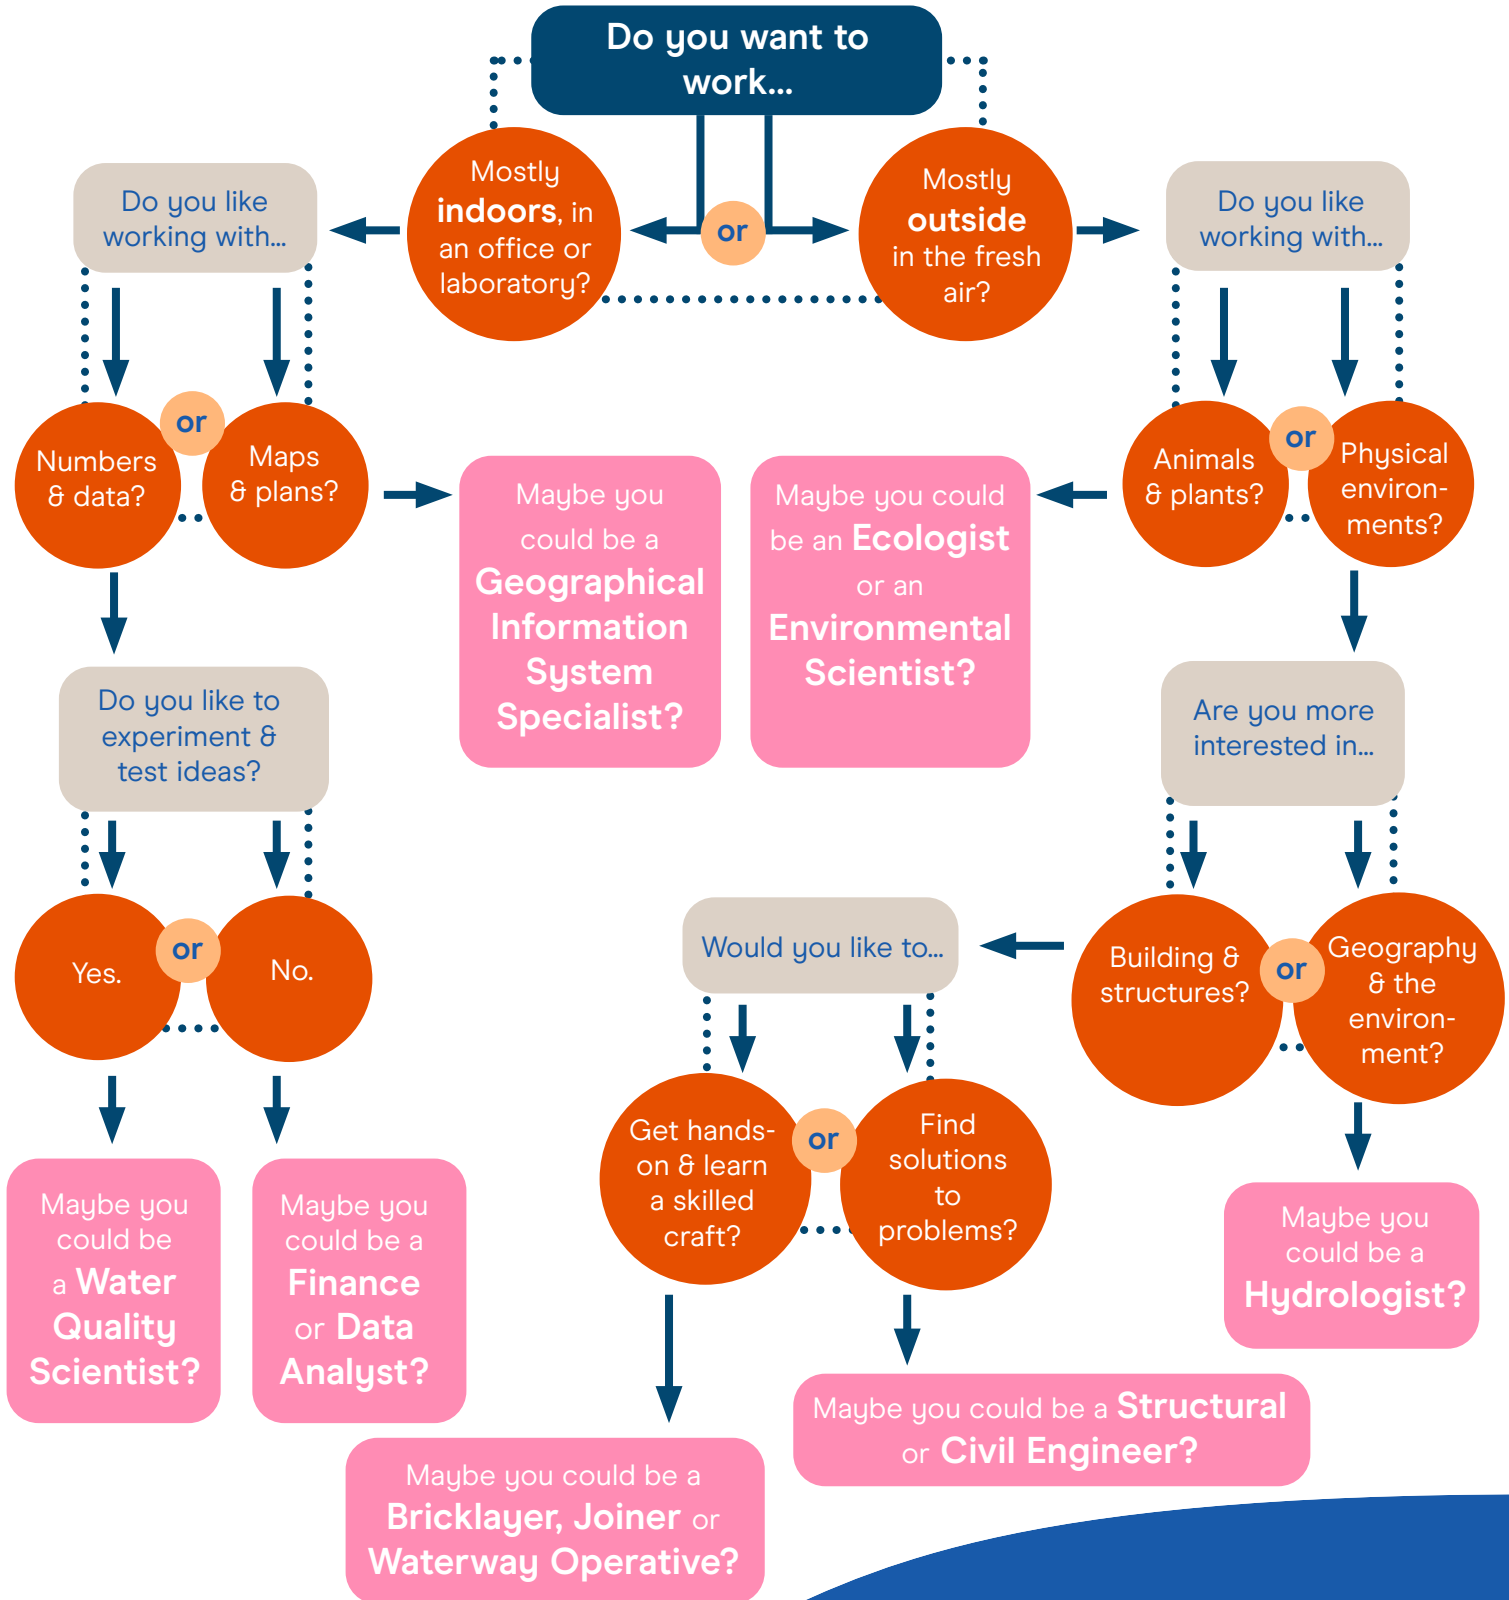 Do you want to
work...
Mostly
indoors, in
an office or
laboratory?
or
Mostly
outside
in the fresh
air?
Do you like
working with...
Do you like
working with...
Numbers
& data?
or
Maps
& plans?
Animals
& plants?
or
Physical
environ-
ments?
Maybe you
could be a
Geographical
Information
System
Specialist?
Maybe you could
be an Ecologist
or an
Environmental
Scientist?
Do you like to
experiment &
test ideas?
Are you more
interested in...
Yes.
or
No.
Would you like to...
Building &
structures?
or
Geography
& the
environ-
ment?
Get hands-
on & learn
a skilled
craft?
or
Find
solutions
to
problems?
Maybe you
could be
a Water
Quality
Scientist?
Maybe you
could be a
Finance
or Data
Analyst?
Maybe you
could be a
Hydrologist?
Maybe you could be a Structural
or Civil Engineer?
Maybe you could be a
Bricklayer, Joiner or
Waterway Operative?